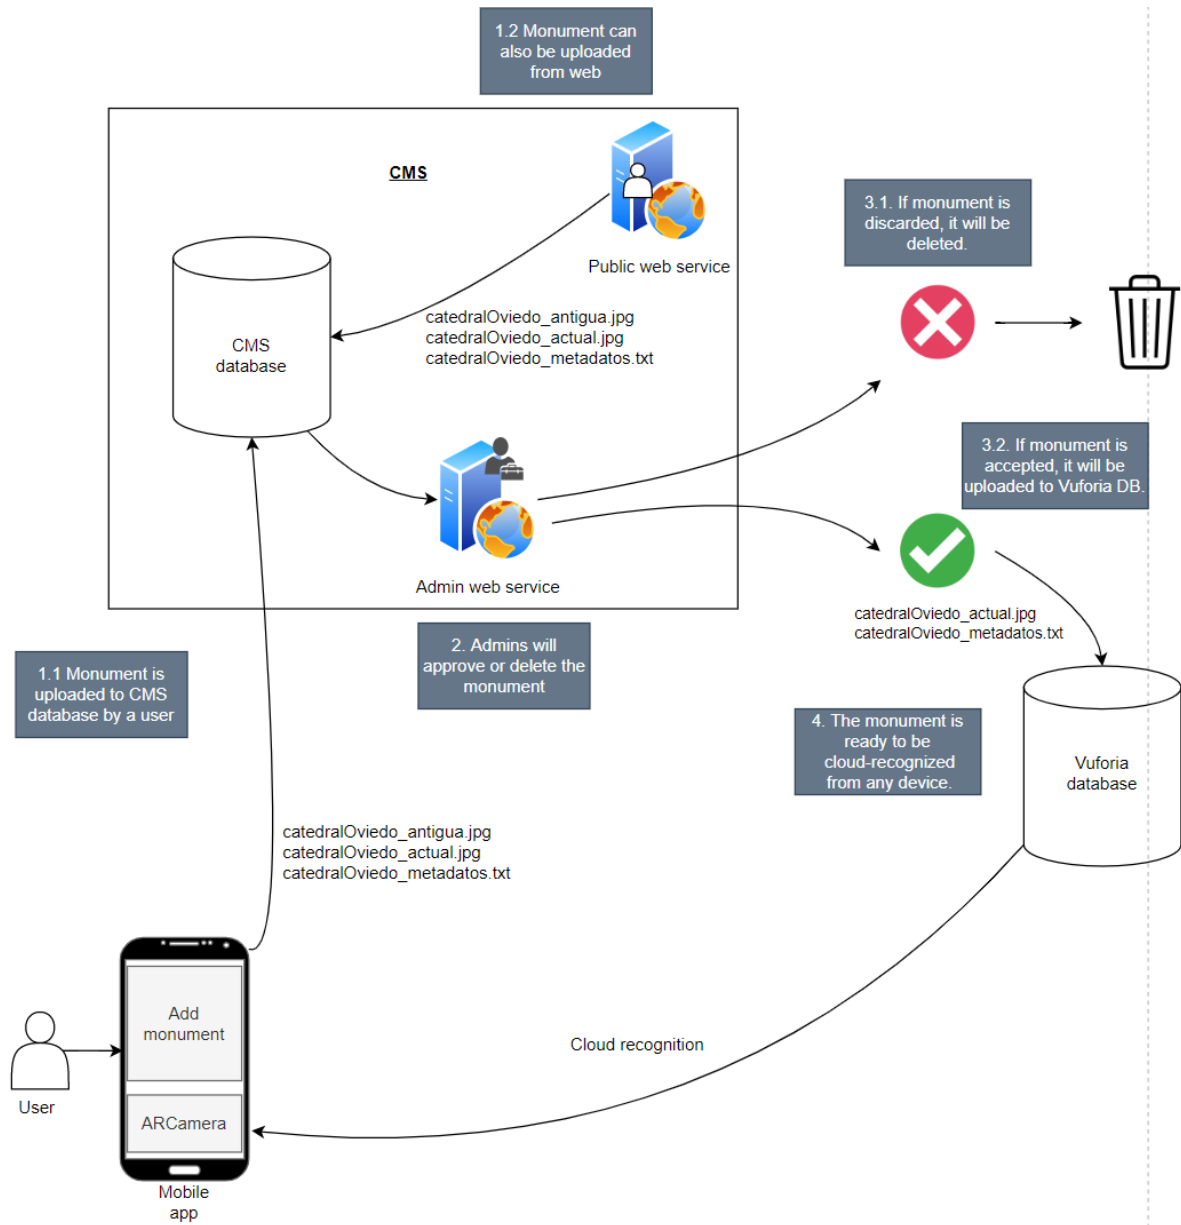 1.2 Monument can
also be uploaded
from web
CMS
Public web service
3.1. If monument is
discarded, it will be
deleted.
catedralOviedo_antigua.jpg
catedralOviedo_actual.jpg
catedralOviedo_metadatos.txt
CMS
database
3.2. If monument is
accepted, it will be
uploaded to Vuforia DB.
Admin web service
catedralOviedo_actual.jpg
catedralOviedo_metadatos.txt
2. Admins will
approve or delete the
monument
1.1 Monument is
uploaded to CMS
database by a user
4. The monument is
ready to be
cloud-recognized
from any device.
Vuforia
database
catedralOviedo_antigua.jpg
catedralOviedo_actual.jpg
catedralOviedo_metadatos.txt
Add
monument
Cloud recognition
User
ARCamera
Mobile
app